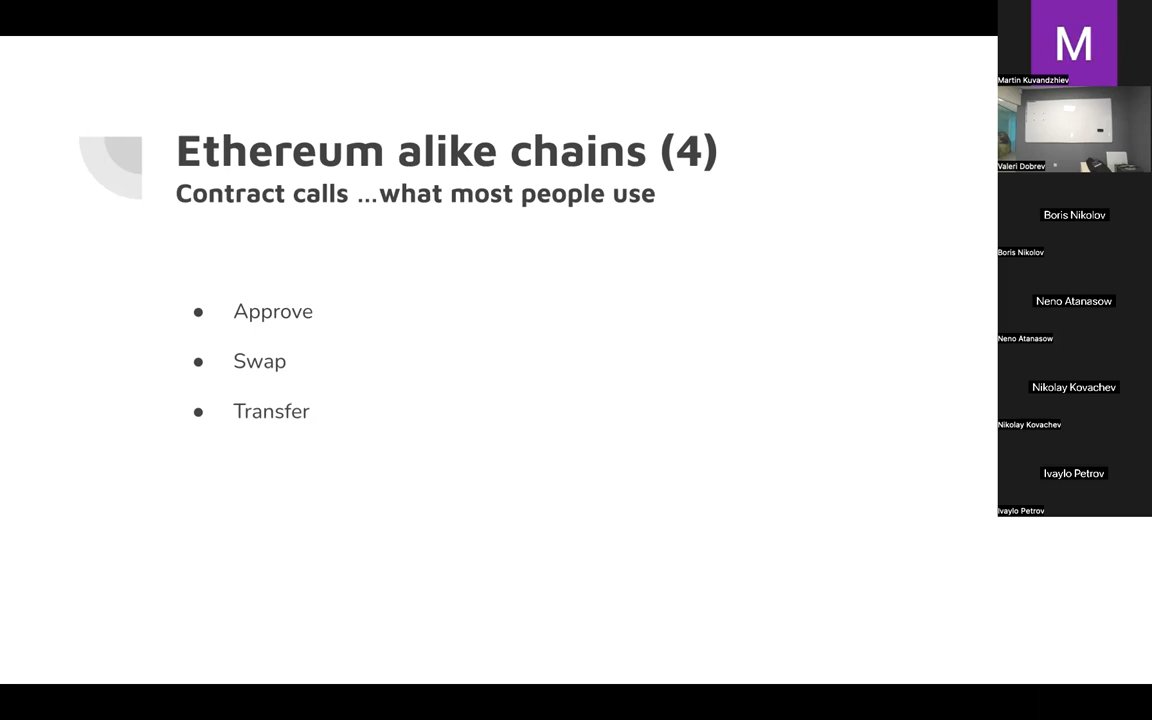 Ethereum alike chains (4)
Contract calls ...what most people use
● Approve
● Swap
● Transfer
M
Martin Kuvandzhiev
Valeri Dobrev
Boris Nikolov
Boris Nikolov
Neno Atanasow
Neno Atanasow
Nikolay Kovachev
Nikolay Kovachev
Ivaylo Petrov
Ivaylo Petrov